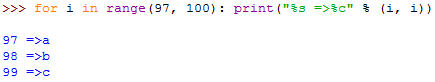 >>> for i in range(97, 100): print("%s =>%c" % (i, i))
97 =>a
98 =>b
99 =>c